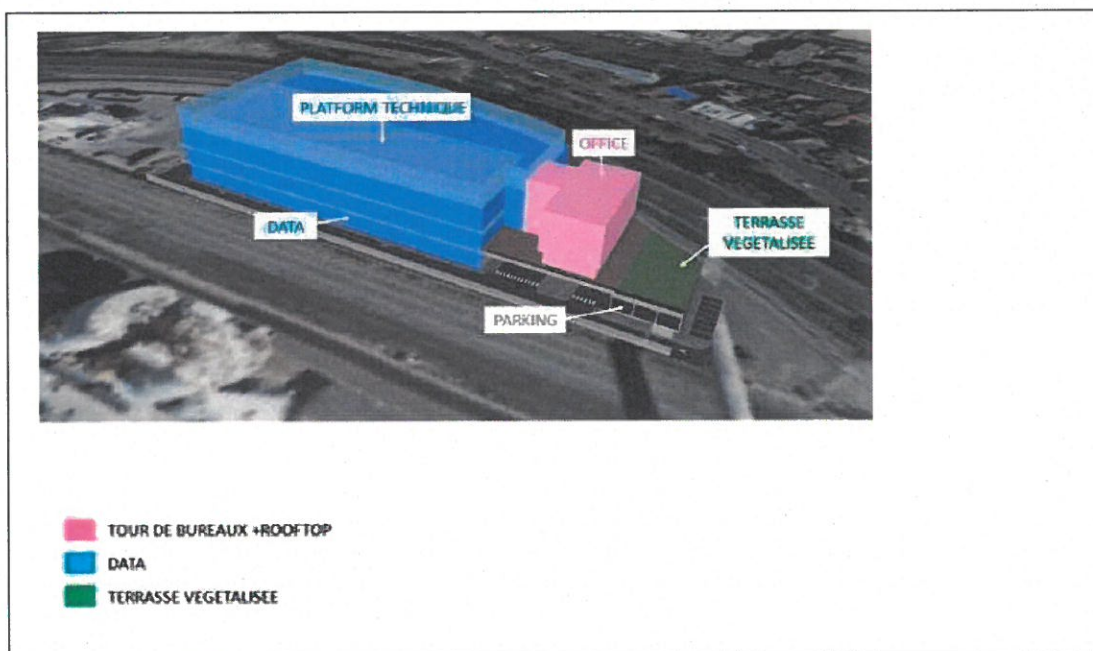 PLATFORM TECHNIQUE
OFFICE
DATA
TERRASSE
VEGETALISEE
PARKING
TOUR DE BUREAUX +ROOFTOP
DATA
TERRASSE VEGETALISEE